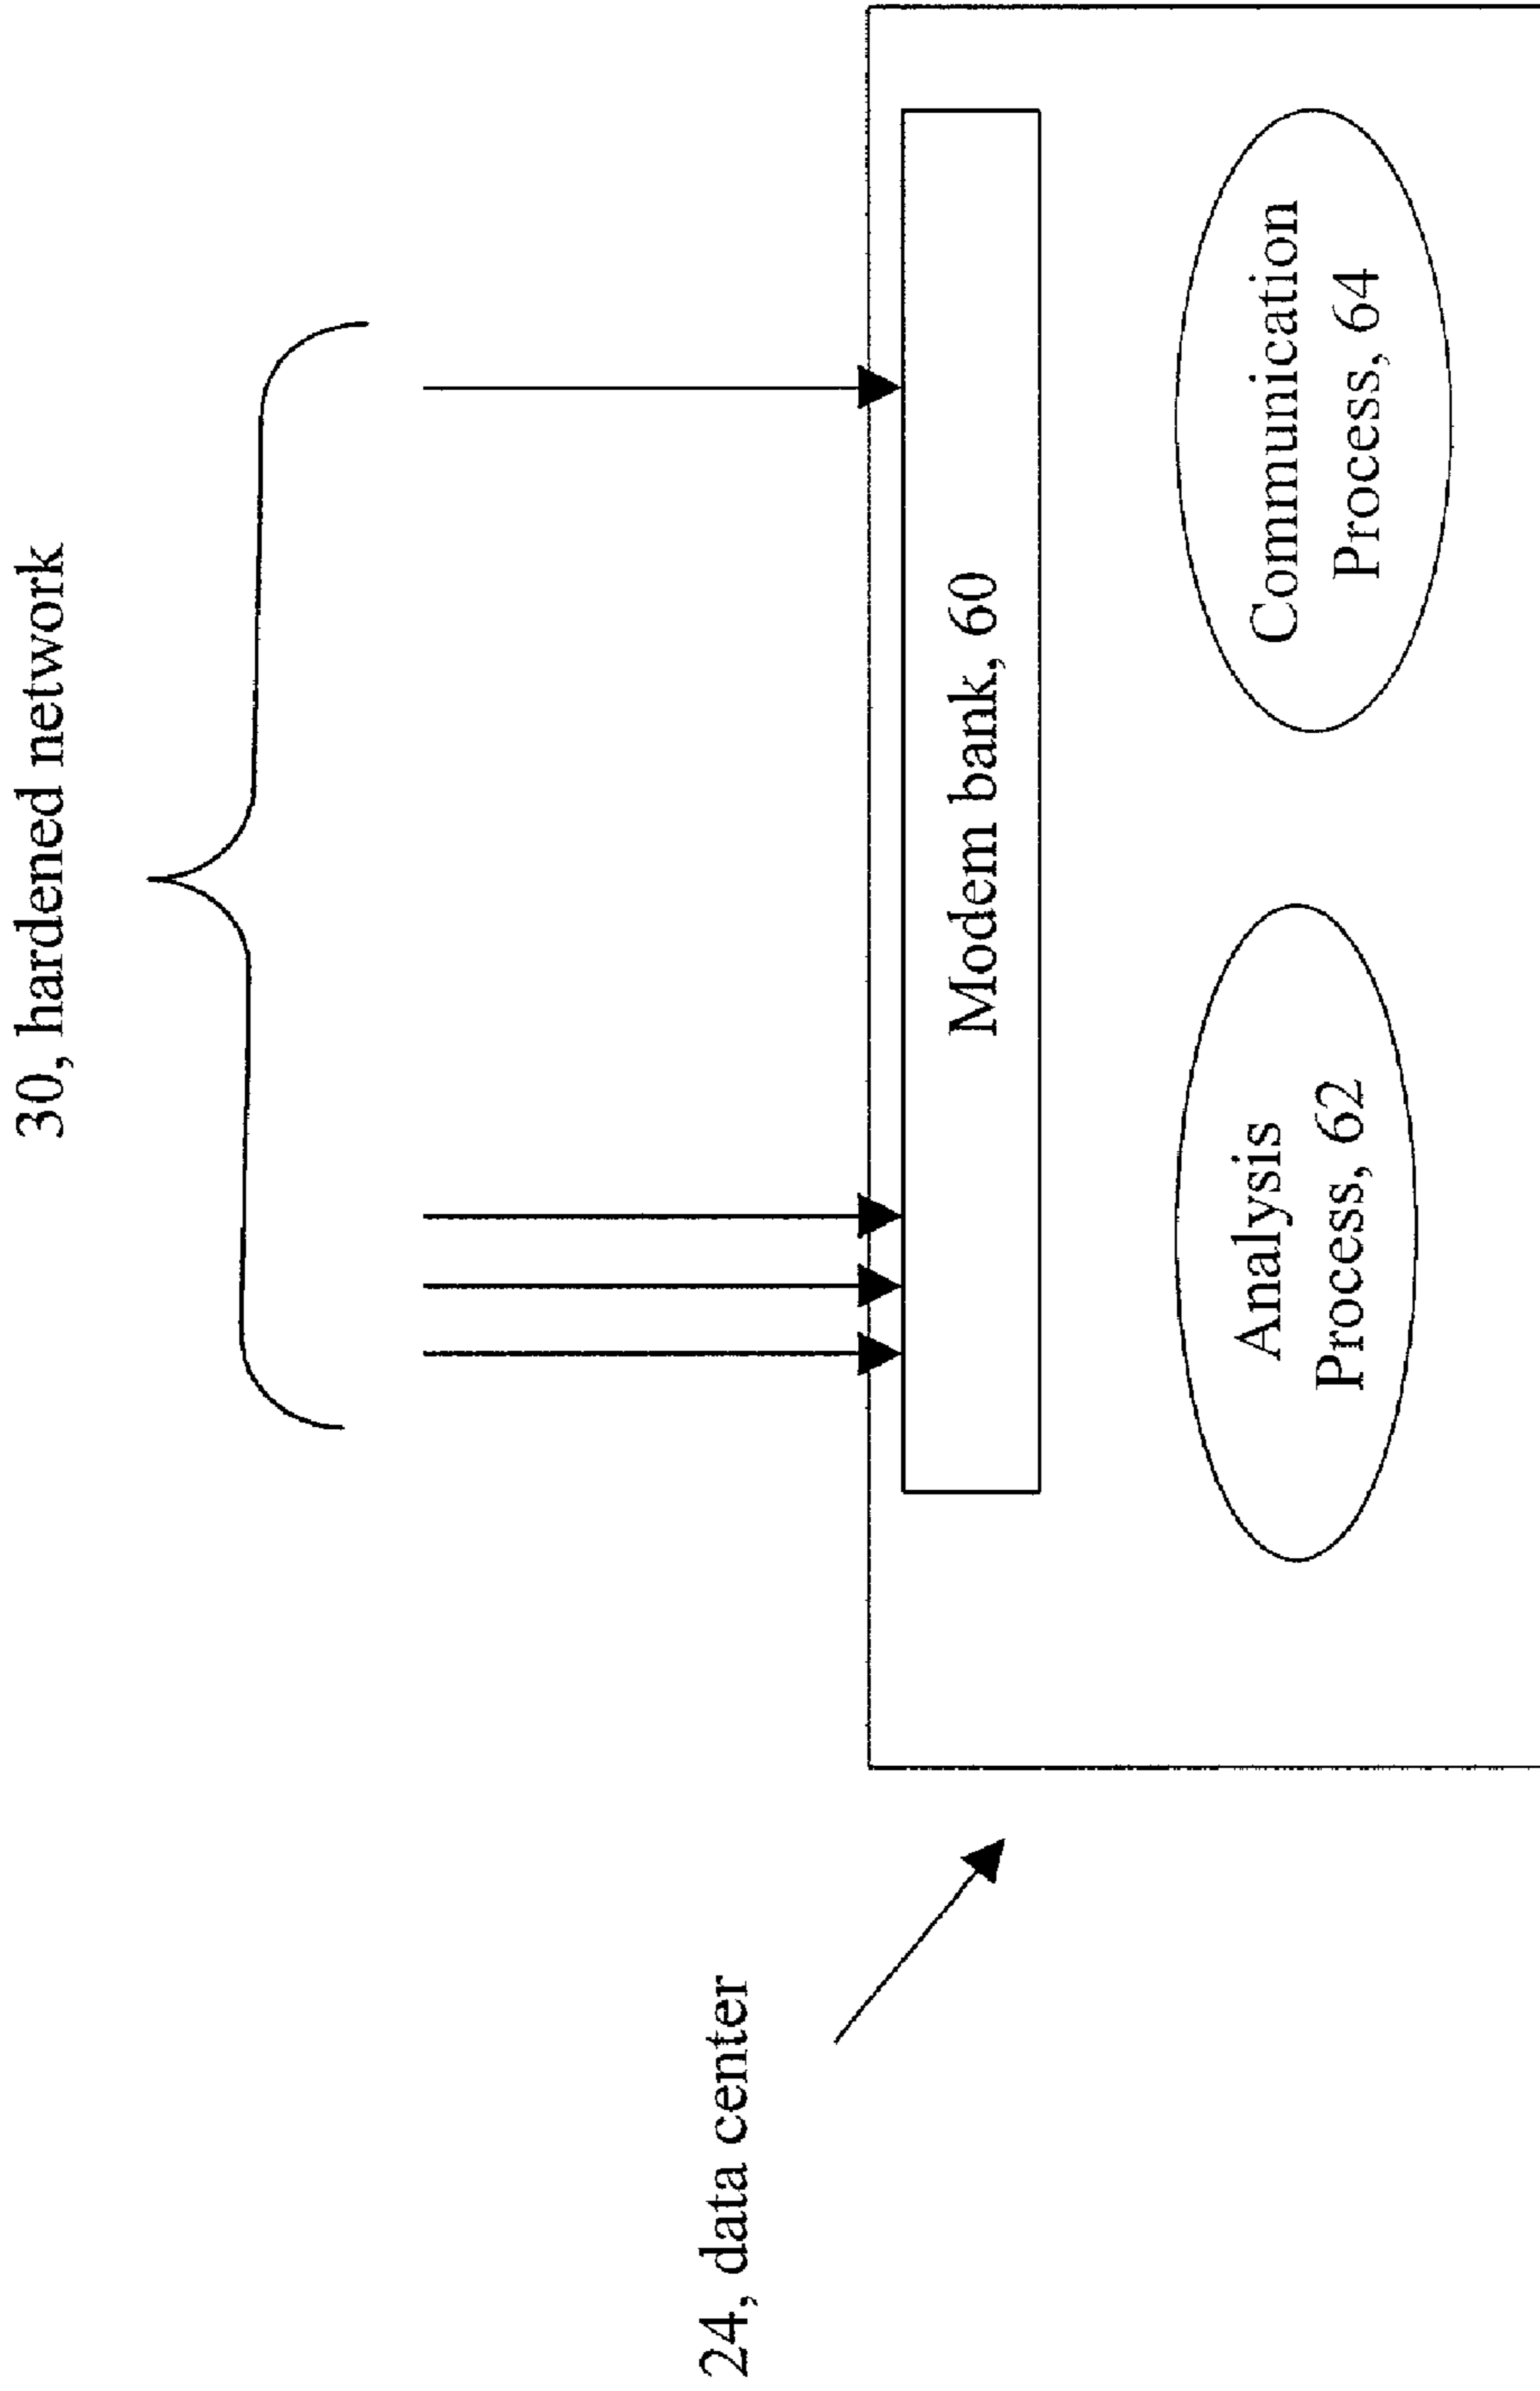 30, hardened network
24, data center
Modem bank, 60
Analysis
Process, 62
Communication
Process, 64